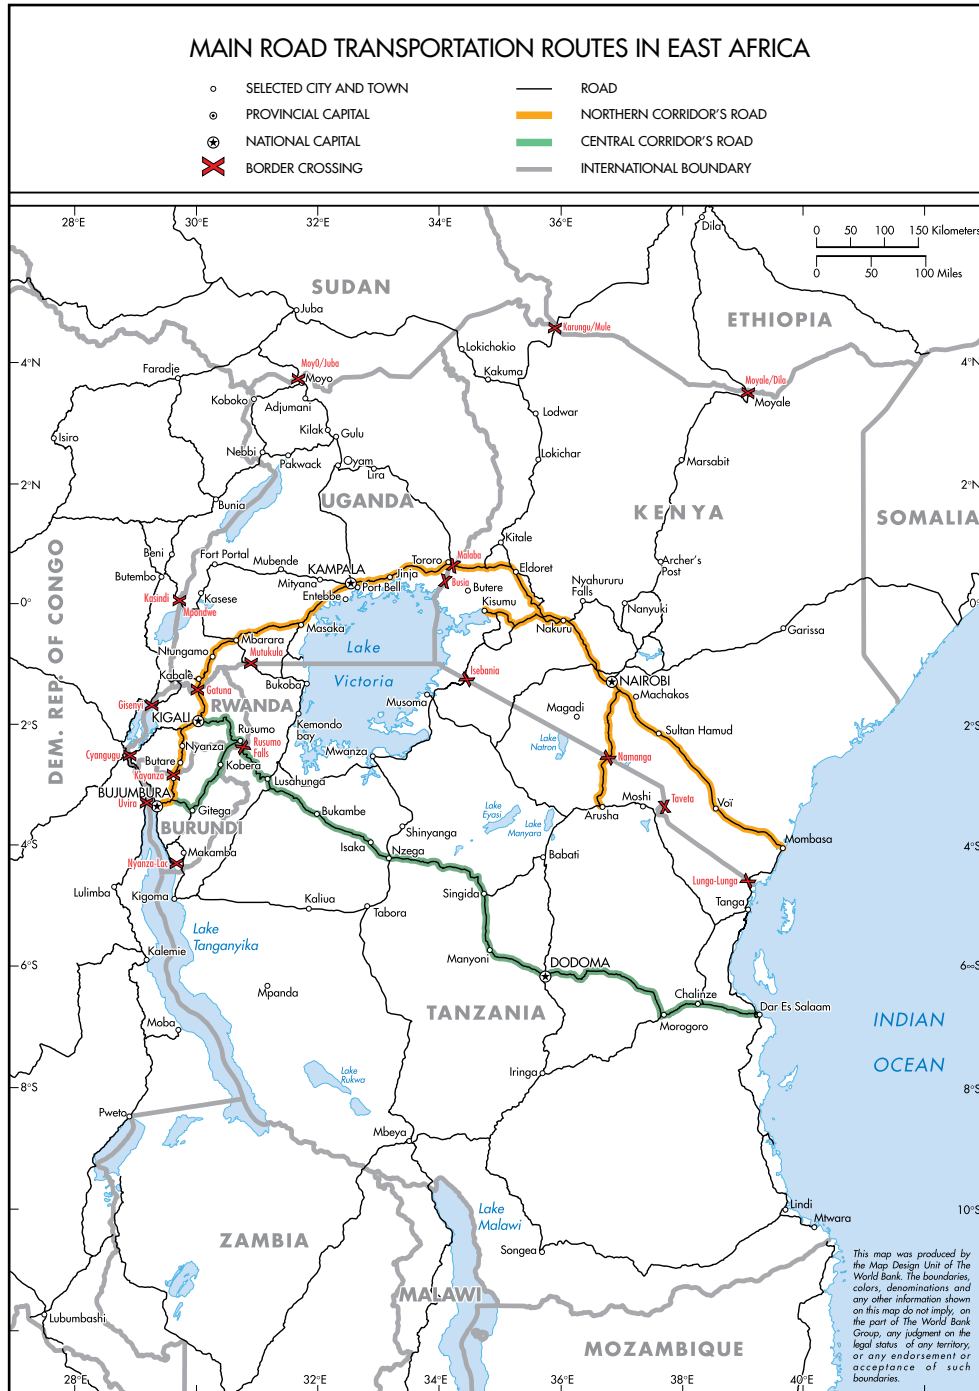 MAIN ROAD TRANSPORTATION ROUTES IN EAST AFRICA
SELECTED CITY AND TOWN
PROVINCIAL CAPITAL
NATIONAL CAPITAL
BORDER CROSSING
ROAD
NORTHERN CORRIDOR'S ROAD
CENTRAL CORRIDOR'S ROAD
INTERNATIONAL BOUNDARY
28°E
30°E
32°E
34°E
36°E
0 50 100 150 Kilometers
0 50 100 Miles
Dila
SUDAN
Juba
ETHIOPIA
Karungu/Mule
Lokichokio
Kakuma
4°N
4°N
Faradje
Moy0/Juba
Moyo
Koboko
Adjumani
Moyale/Dila
Moyale
Lodwar
Isiro
Kilak
Gulu
Nebbi
Pakwack
Oyam
Lira
Lokichar
Marsabit
2°N
2°N
Bunia
UGANDA
KENYA
SOMALIA
DEM. REP. OF CONGO
Kitale
Beni
Fort Portal
Mubende
KAMPALA
Tororo
Malaba
Eldoret
Archer's
Post
Butembo
Mityana
Jinja
Port Bell
Busia
Butere
Nyahururu
Falls
Kasindi
Mpondwe
Kasese
Entebbe
Kisumu
Nanyuki
0°
0°
Masaka
Nakuru
Garissa
Mbarara
Lake
Victoria
Ntungamo
Mutukula
Kabale
Gatuna
Bukoba
Isebania
NAIROBI
Machakos
Gisenyi
KIGALI
RWANDA
Musoma
Magadi
2°S
2°S
Rusumo
Kemondo
bay
Sultan Hamud
Cyangugu
Nyanza
Rusumo
Falls
Mwanza
Lake
Natron
Butare
Kayanza
Kobera
Namanga
BUJUMBURA
Uvira
Lusahunga
Gitega
Bukambe
Lake
Eyasi
Lake
Manyara
Arusha
Moshi
Taveta
Voï
BURUNDI
Shinyanga
Isaka
Nzega
Mombasa
4°S
4°S
Makamba
Nyanza-Lac
Babati
Lulimba
Kigoma
Kaliua
Tabora
Singida
Lunga-Lunga
Tanga
Lake
Tanganyika
Kalemie
Manyoni
DODOMA
6°S
6°°S
Mpanda
TANZANIA
Chalinze
Dar Es Salaam
Moba
Morogoro
INDIAN
OCEAN
Lake
Rukwa
Iringa
8°S
8°S
Pweto
Mbeya
Lindi
Mtwara
10°S
Lake
Malawi
ZAMBIA
Songea
MALAWI
Lubumbashi
MOZAMBIQUE
This map was produced by
the Map Design Unit of The
World Bank. The boundaries,
colors, denominations and
any other information shown
on this map do not imply, on
the part of The World Bank
Group, any judgment on the
legal status of any territory,
or any endorsement or
acceptance of such
boundaries.
28°E
32°E
34°E
36°E
38°E
40°E